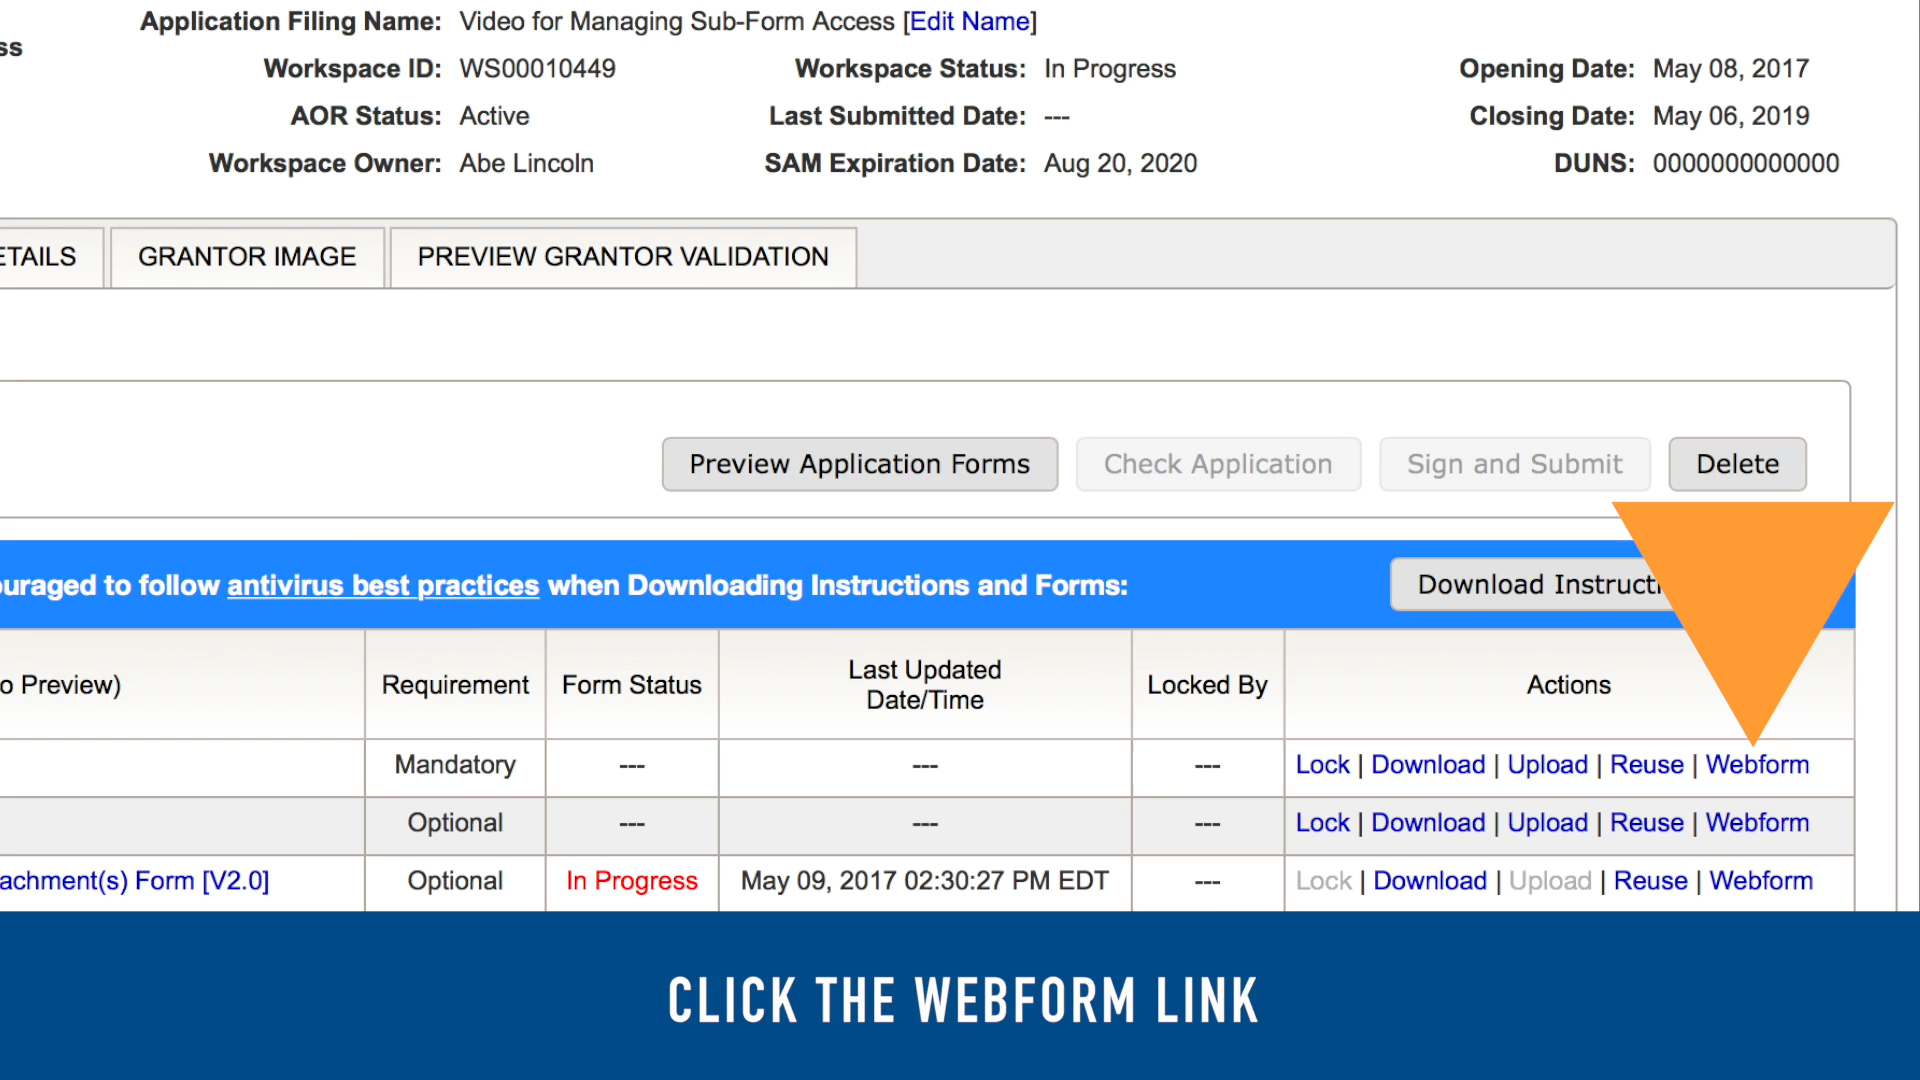 Application Filing Name: Video for Managing Sub-Form Access [Edit Name]
ss
Workspace ID: WS00010449 Workspace Status: In Progress Opening Date: May 08, 2017
AOR Status: Active Last Submitted Date: --- Closing Date: May 06, 2019
Workspace Owner: Abe Lincoln SAM Expiration Date: Aug 20, 2020 DUNS: 0000000000000
ETAILS GRANTOR IMAGE PREVIEW GRANTOR VALIDATION
Preview Application Forms Check Application Sign and Submit Delete
ouraged to follow antivirus best practices when Downloading Instructions and Forms: Download Instructi
o Preview) Requirement Form Status Last Updated Date/Time Locked By Actions
Mandatory --- --- --- Lock | Download | Upload | Reuse | Webform
Optional --- --- --- Lock | Download | Upload | Reuse | Webform
achment(s) Form [V2.0] Optional In Progress May 09, 2017 02:30:27 PM EDT --- Lock | Download | Upload | Reuse | Webform
CLICK THE WEBFORM LINK